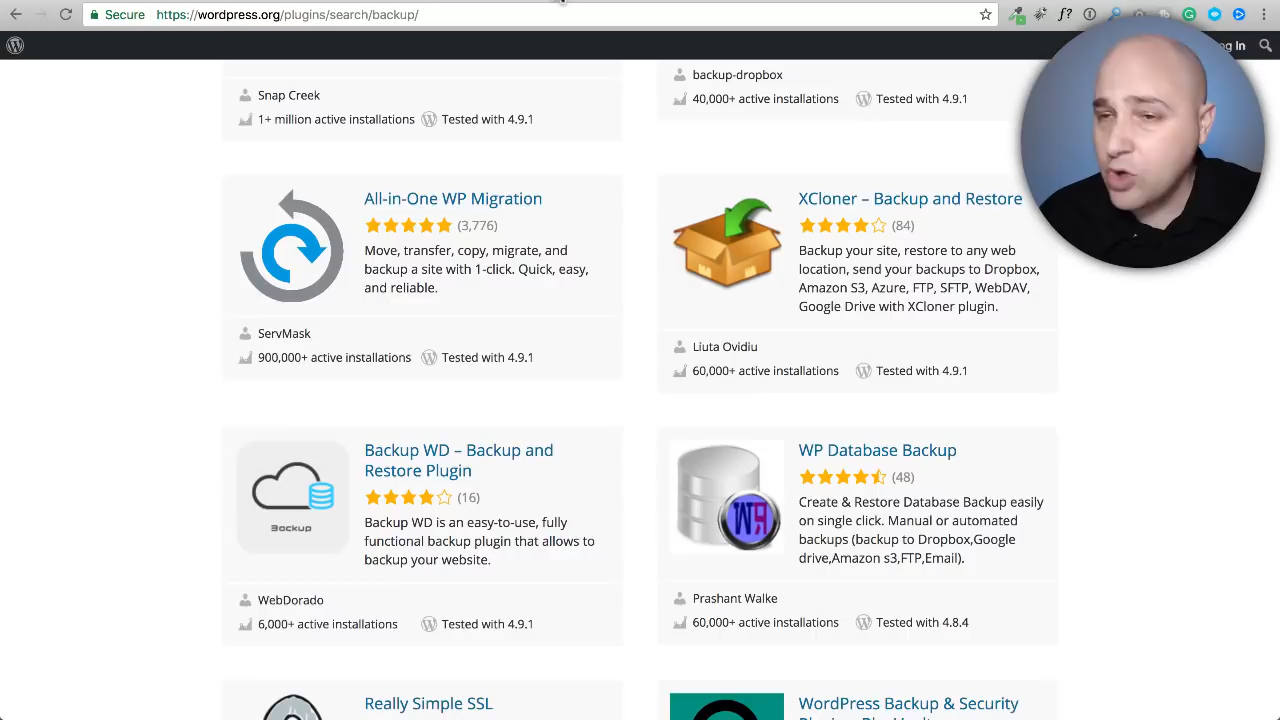 Secure https://wordpress.org/plugins/search/backup/
Log In
Snap Creek
1+ million active installations Tested with 4.9.1
backup-dropbox
40,000+ active installations Tested with 4.9.1
All-in-One WP Migration
(3,776)
Move, transfer, copy, migrate, and
backup a site with 1-click. Quick, easy,
and reliable.
ServMask
900,000+ active installations Tested with 4.9.1
XCloner – Backup and Restore
(84)
Backup your site, restore to any web
location, send your backups to Dropbox,
Amazon S3, Azure, FTP, SFTP, WebDAV,
Google Drive with XCloner plugin.
Liuta Ovidiu
60,000+ active installations Tested with 4.9.1
Backup
Backup WD – Backup and
Restore Plugin
(16)
Backup WD is an easy-to-use, fully
functional backup plugin that allows to
backup your website.
WebDorado
6,000+ active installations Tested with 4.9.1
WP Database Backup
(48)
Create & Restore Database Backup easily
on single click. Manual or automated
backups (backup to Dropbox,Google
drive,Amazon s3,FTP,Email).
Prashant Walke
60,000+ active installations Tested with 4.8.4
Really Simple SSL
WordPress Backup & Security